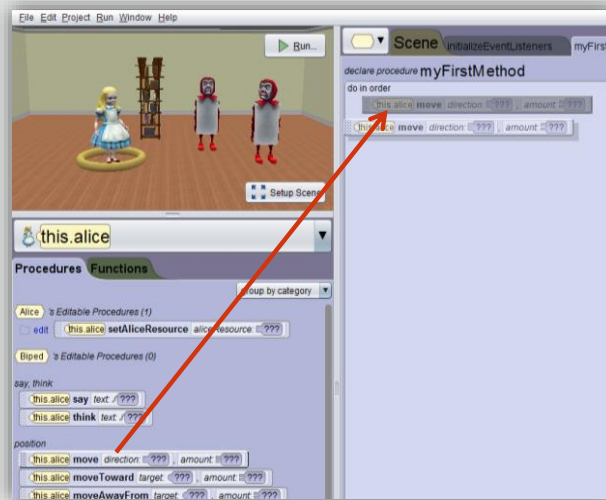 File Edit Project Run Window Help
Run...
Setup Scene
this.alice
Procedures Functions
group by category
Alice 's Editable Procedures (1)
edit this.alice setAliceResource aliceResource: ???
Biped 's Editable Procedures (0)
say, think
this.alice say text: ???
this.alice think text: ???
position
this.alice move direction: ??? , amount: ???
this.alice moveToward target: ??? , amount: ???
this.alice moveAwayFrom target: ??? , amount: ???
Scene initializeEventListeners myFirst
declare procedure myFirstMethod
do in order
this.alice move direction: ??? , amount: ???
this.alice move direction: ??? , amount: ???